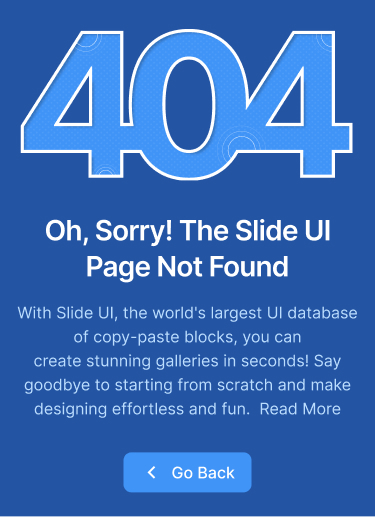 404
Oh, Sorry! The Slide UI
Page Not Found
With Slide UI, the world's largest UI database
of copy-paste blocks, you can
create stunning galleries in seconds! Say
goodbye to starting from scratch and make
designing effortless and fun.  Read More
Go Back